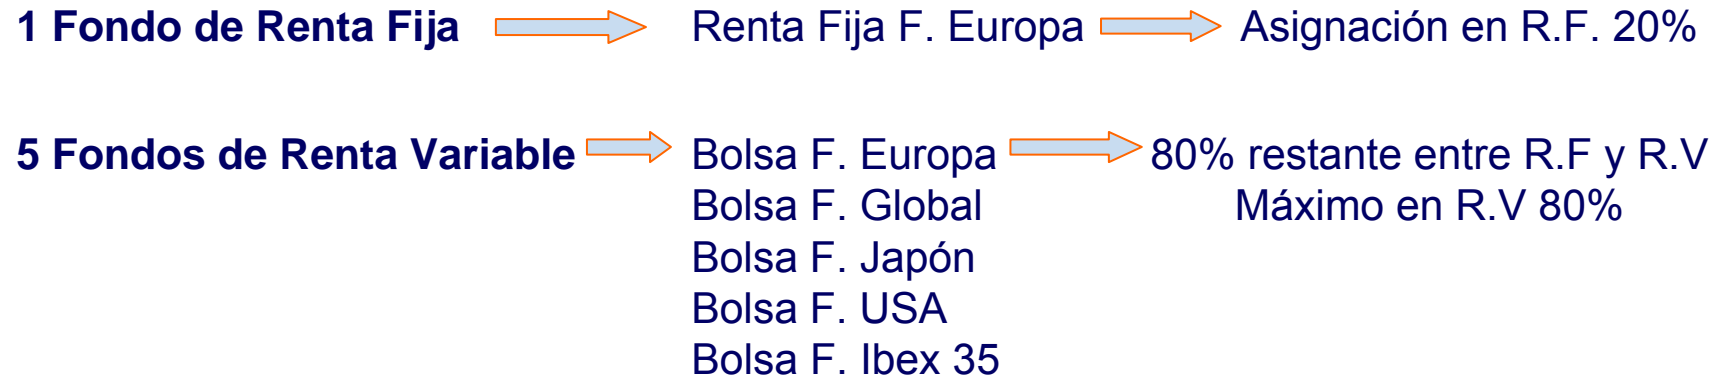 1 Fondo de Renta Fija Renta Fija F. Europa Asignación en R.F. 20%
5 Fondos de Renta Variable Bolsa F. Europa 80% restante entre R.F y R.V
Bolsa F. Global Máximo en R.V 80%
Bolsa F. Japón
Bolsa F. USA
Bolsa F. Ibex 35